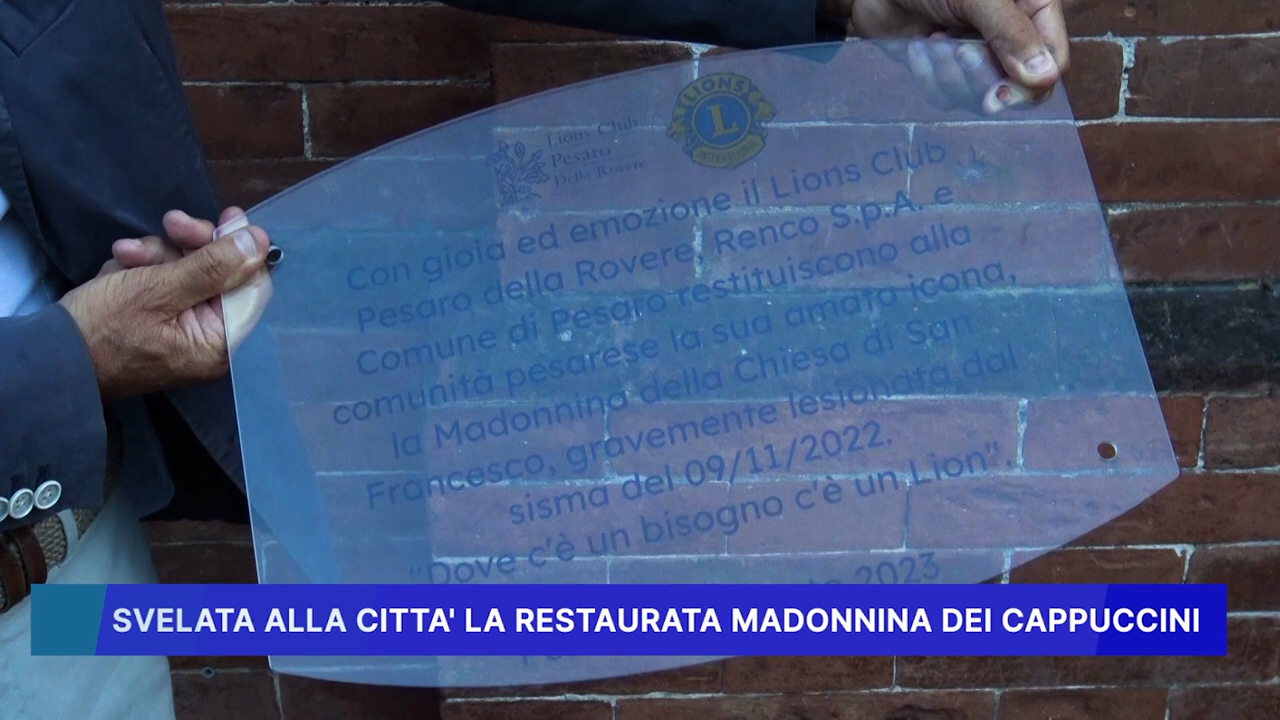 Lions Club
Pesaro
Della Rovere
LIONS
L
INTERNATIONAL
Con gioia ed emozione il Lions Club
Pesaro della Rovere, Renco S.p.A. e
Comune di Pesaro restituiscono alla
comunità pesarese la sua amata icona,
la Madonnina della Chiesa di San
Francesco, gravemente lesionata dal
sisma del 09/11/2022.
"Dove c'è un bisogno c'è un Lion".
2023
SVELATA ALLA CITTA' LA RESTAURATA MADONNINA DEI CAPPUCCINI